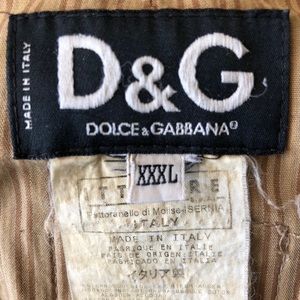 MADE IN ITALY
D&G
DOLCE & GABBANA
XXXL
Pettoranello di Molise-ISERNIA
ITALY
MADE IN ITALY
FABRIQUE EN ITALIE
PAIS DE ORIGEN:ITALIE
FABRICADO EN ITALIA
イタリア製